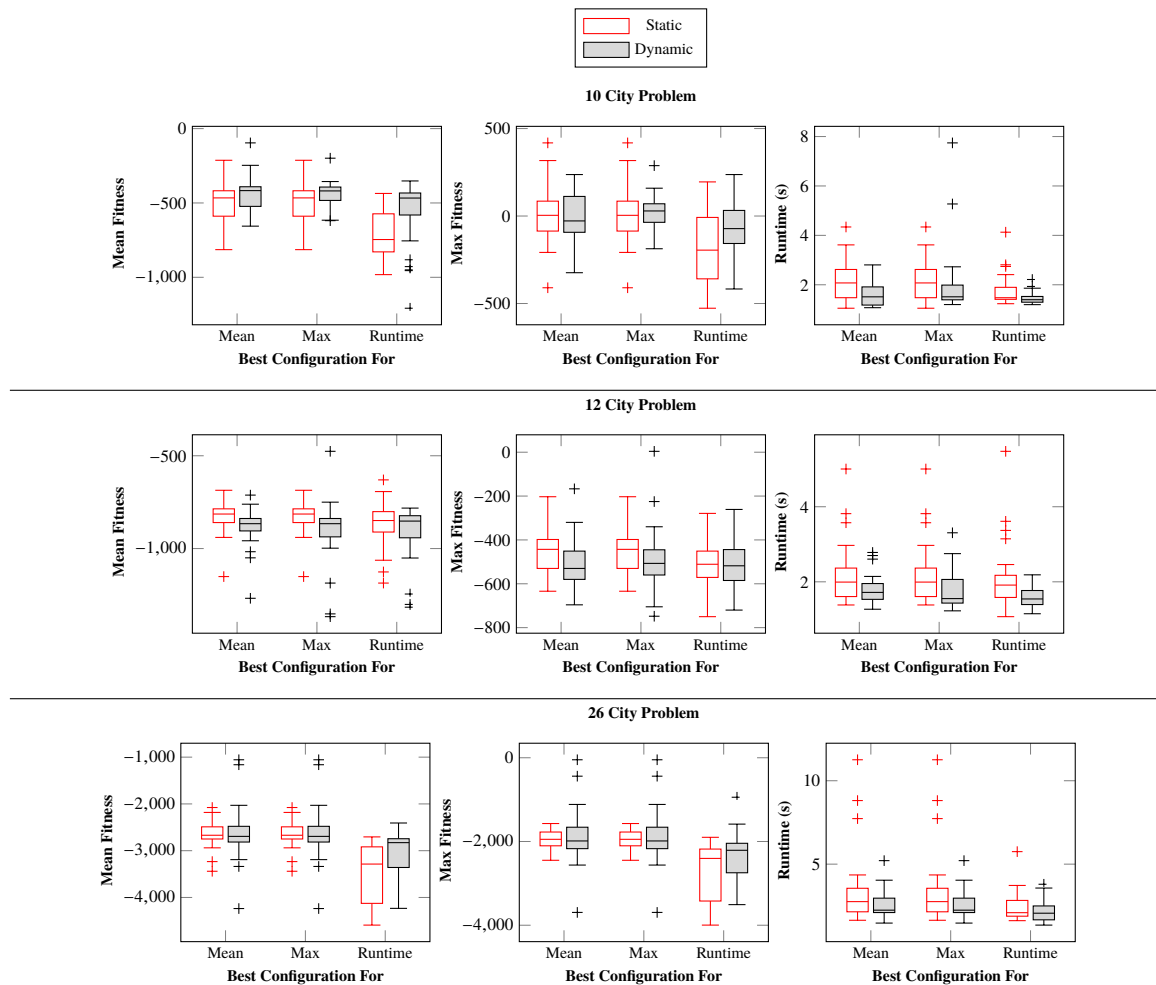 Static
Dynamic
10 City Problem
0
−500
−1,000
Mean Fitness
Mean Max Runtime
Best Configuration For
500
0
−500
Max Fitness
Mean Max Runtime
Best Configuration For
8
6
4
2
Runtime (s)
Mean Max Runtime
Best Configuration For
12 City Problem
−500
−1,000
Mean Fitness
Mean Max Runtime
Best Configuration For
0
−200
−400
−600
−800
Max Fitness
Mean Max Runtime
Best Configuration For
4
2
Runtime (s)
Mean Max Runtime
Best Configuration For
26 City Problem
−1,000
−2,000
−3,000
−4,000
Mean Fitness
Mean Max Runtime
Best Configuration For
0
−2,000
−4,000
Max Fitness
Mean Max Runtime
Best Configuration For
10
5
Runtime (s)
Mean Max Runtime
Best Configuration For